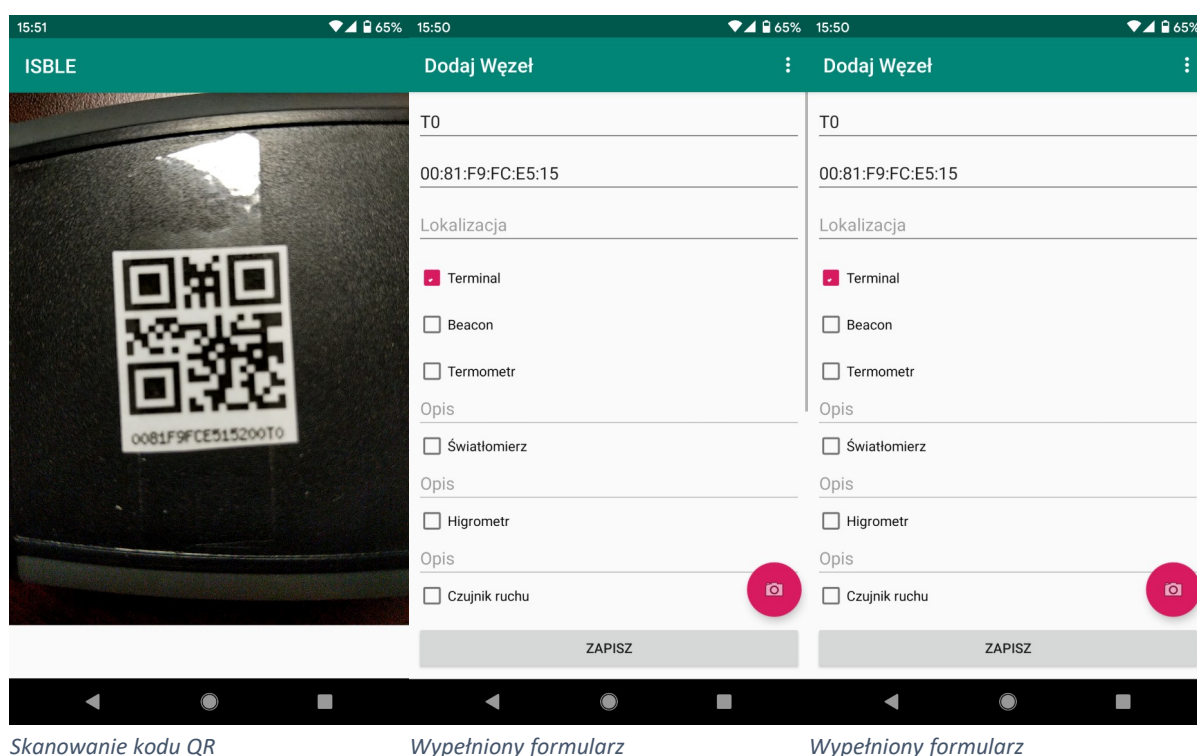 15:51
65%
ISBLE
0081F9FCE515200T0
Skanowanie kodu QR
15:50
65%
Dodaj Węzeł
T0
00:81:F9:FC:E5:15
Lokalizacja
Terminal
Beacon
Termometr
Opis
Światłomierz
Opis
Higrometr
Opis
Czujnik ruchu
ZAPISZ
Wypełniony formularz
15:50
65%
Dodaj Węzeł
T0
00:81:F9:FC:E5:15
Lokalizacja
Terminal
Beacon
Termometr
Opis
Światłomierz
Opis
Higrometr
Opis
Czujnik ruchu
ZAPISZ
Wypełniony formularz